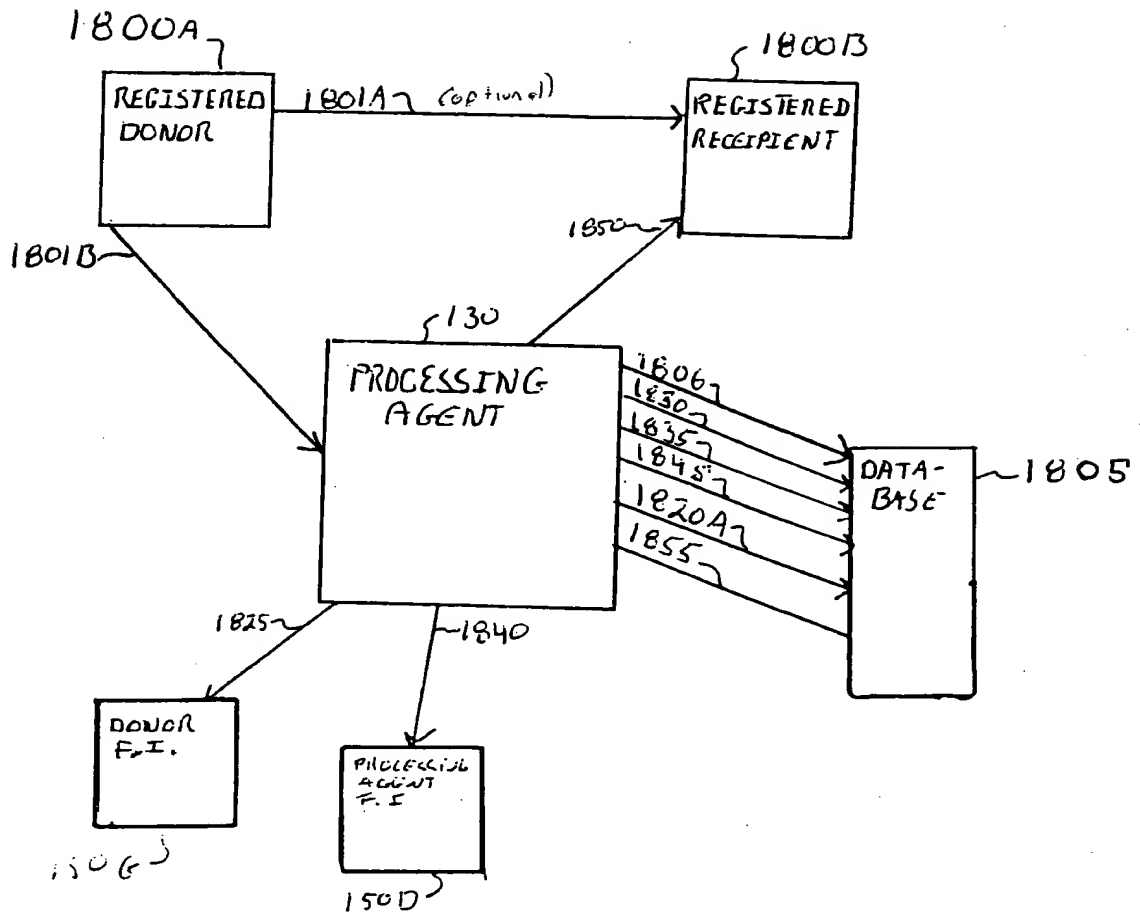 1800A
1800B
REGISTERED
DONOR
1801A (optional)
REGISTERED
RECEIPIENT
1850
1801B
130
PROCESSING
AGENT
1806
1830
1835
1845
1820A
1855
DATA-
BASE
1805
1825
1840
DONOR
F.I.
PROCESSING
AGENT
F.I
150D